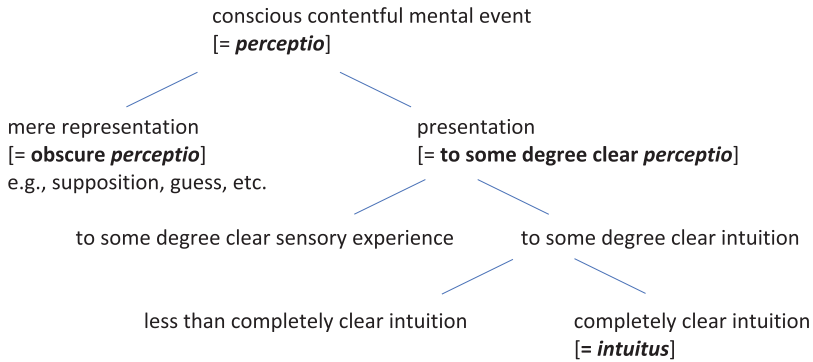 conscious contentful mental event
[= perceptio]
mere representation
[= obscure perceptio]
e.g., supposition, guess, etc.
presentation
[= to some degree clear perceptio]
to some degree clear sensory experience
to some degree clear intuition
less than completely clear intuition
completely clear intuition
[= intuitus]